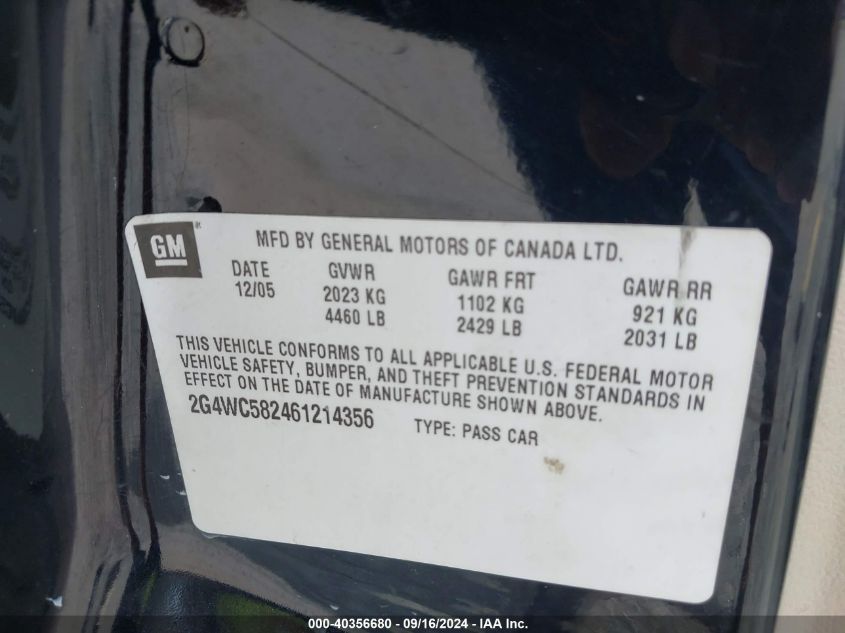 GM
MFD BY GENERAL MOTORS OF CANADA LTD.
DATE GVWR GAWR FRT GAWR RR
12/05 2023 KG 1102 KG 921 KG
4460 LB 2429 LB 2031 LB
THIS VEHICLE CONFORMS TO ALL APPLICABLE U.S. FEDERAL MOTOR
VEHICLE SAFETY, BUMPER, AND THEFT PREVENTION STANDARDS IN
EFFECT ON THE DATE OF MANUFACTURE SHOWN ABOVE.
2G4WC582461214356 TYPE: PASS CAR
000-40356680 - 09/16/2024 - IAAI.com